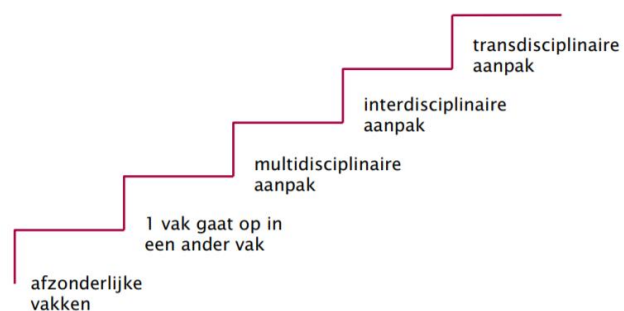 transdisciplinaire
aanpak
interdisciplinaire
aanpak
multidisciplinaire
aanpak
1 vak gaat op in
een ander vak
afzonderlijke
vakken